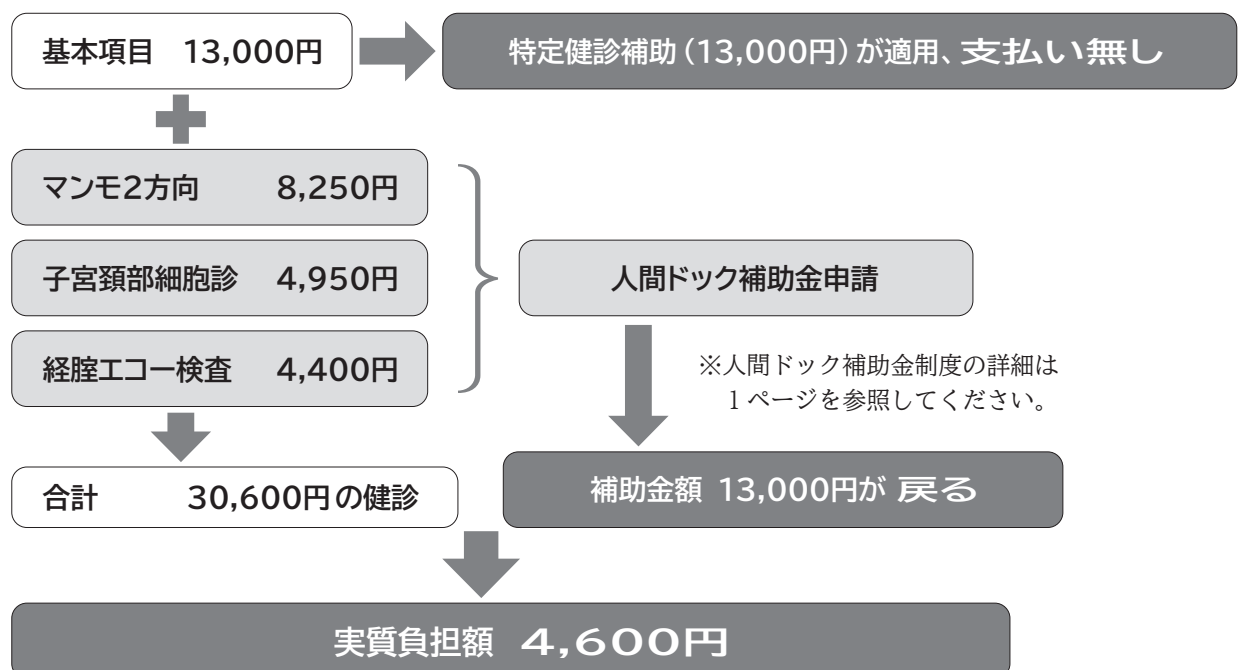 基本項目 13,000円
特定健診補助（13,000円）が適用、支払い無し
マンモ2方向 8,250円
子宮頚部細胞診 4,950円
経腟エコー検査 4,400円
人間ドック補助金申請
※人間ドック補助金制度の詳細は
1ページを参照してください。
合計 30,600円の健診
補助金額 13,000円が 戻る
実質負担額 4,600円